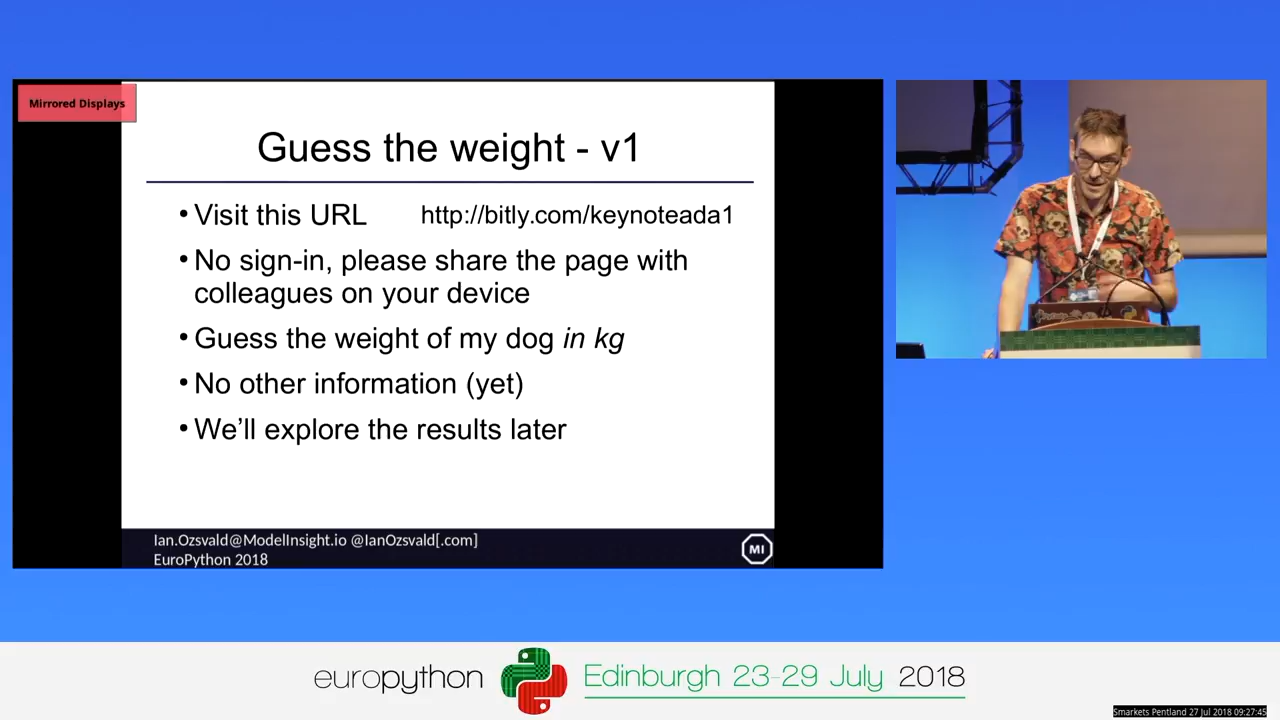 Mirrored Displays
Guess the weight - v1
• Visit this URL http://bitly.com/keynoteada1
• No sign-in, please share the page with
colleagues on your device
• Guess the weight of my dog in kg
• No other information (yet)
• We'll explore the results later
Ian.Ozsvald@ModelInsight.io @IanOzsvald[.com]
EuroPython 2018
MI
europython Edinburgh 23-29 July 2018
Smarkets Pentland 27 Jul 2018 09:27:45